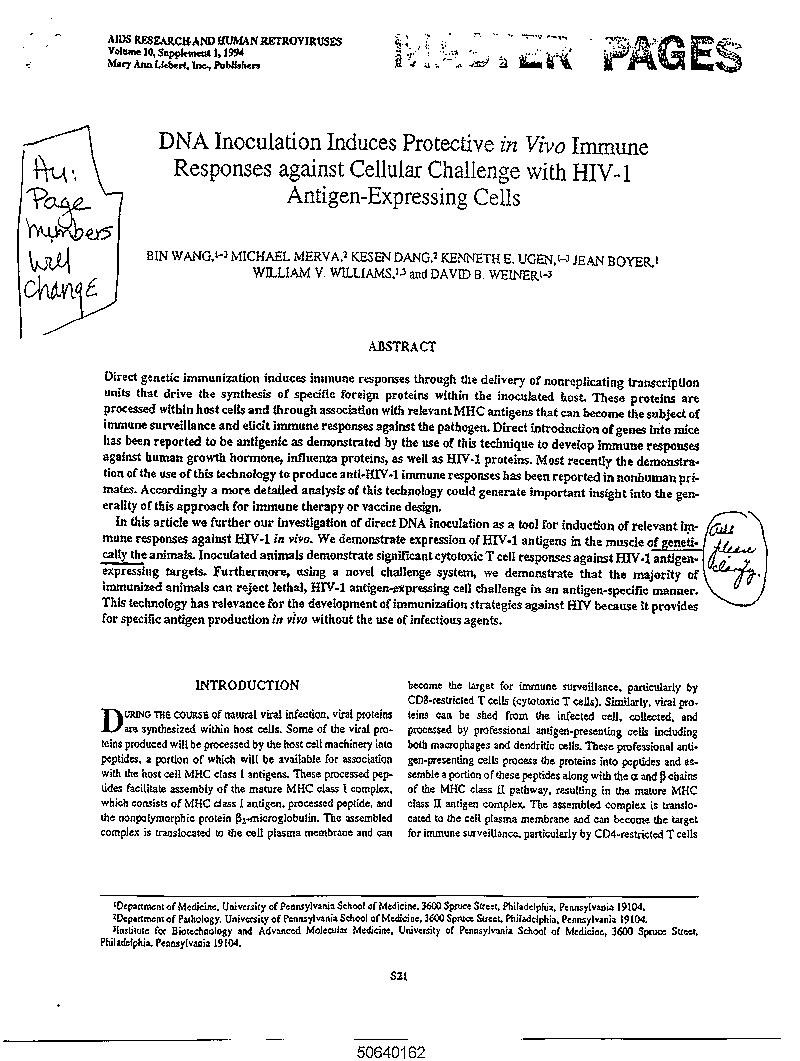 AIDS RESEARCH AND HUMAN RETROVIRUSES
Volume 10, Supplement 1, 1994
Mary Ann Liebert, Inc., Publishers
MASTER PAGES
DNA Inoculation Induces Protective in Vivo Immune
Responses against Cellular Challenge with HIV-1
Antigen-Expressing Cells
Au:
Page
numbers
will
change
BIN WANG,1-3 MICHAEL MERVA,2 KESEN DANG,2 KENNETH E. UGEN,1-3 JEAN BOYER,1
WILLIAM V. WILLIAMS,1,3 and DAVID B. WEINER1-3
ABSTRACT
Direct genetic immunization induces immune responses through the delivery of nonreplicating transcription
units that drive the synthesis of specific foreign proteins within the inoculated host. These proteins are
processed within host cells and through association with relevant MHC antigens that can become the subject of
immune surveillance and elicit immune responses against the pathogen. Direct introduction of genes into mice
has been reported to be antigenic as demonstrated by the use of this technique to develop immune responses
against human growth hormone, influenza proteins, as well as HIV-1 proteins. Most recently the demonstra-
tion of the use of this technology to produce anti-HIV-1 immune responses has been reported in nonhuman pri-
mates. Accordingly a more detailed analysis of this technology could generate important insight into the gen-
erality of this approach for immune therapy or vaccine design.
In this article we further our investigation of direct DNA inoculation as a tool for induction of relevant im-
mune responses against HIV-1 in vivo. We demonstrate expression of HIV-1 antigens in the muscle of geneti-
cally the animals. Inoculated animals demonstrate significant cytotoxic T cell responses against HIV-1 antigen-
expressing targets. Furthermore, using a novel challenge system, we demonstrate that the majority of
immunized animals can reject lethal, HIV-1 antigen-expressing cell challenge in an antigen-specific manner.
This technology has relevance for the development of immunization strategies against HIV because it provides
for specific antigen production in vivo without the use of infectious agents.
please
clarify.
INTRODUCTION
DURING THE COURSE of natural viral infection, viral proteins
are synthesized within host cells. Some of the viral pro-
teins produced will be processed by the host cell machinery into
peptides, a portion of which will be available for association
with the host cell MHC class I antigens. These processed pep-
tides facilitate assembly of the mature MHC class I complex,
which consists of MHC class I antigen, processed peptide, and
the nonpolymorphic protein β2-microglobulin. The assembled
complex is translocated to the cell plasma membrane and can
become the target for immune surveillance, particularly by
CD8-restricted T cells (cytotoxic T cells). Similarly, viral pro-
teins can be shed from the infected cell, collected, and
processed by professional antigen-presenting cells including
both macrophages and dendritic cells. These professional anti-
gen-presenting cells process the proteins into peptides and as-
semble a portion of these peptides along with the α and β chains
of the MHC class II pathway, resulting in the mature MHC
class II antigen complex. The assembled complex is translo-
cated to the cell plasma membrane and can become the target
for immune surveillance, particularly by CD4-restricted T cells
1Department of Medicine, University of Pennsylvania School of Medicine, 3600 Spruce Street, Philadelphia, Pennsylvania 19104.
2Department of Pathology, University of Pennsylvania School of Medicine, 3600 Spruce Street, Philadelphia, Pennsylvania 19104.
3Institute for Biotechnology and Advanced Molecular Medicine, University of Pennsylvania School of Medicine, 3600 Spruce Street,
Philadelphia, Pennsylvania 19104.
S21
50640162